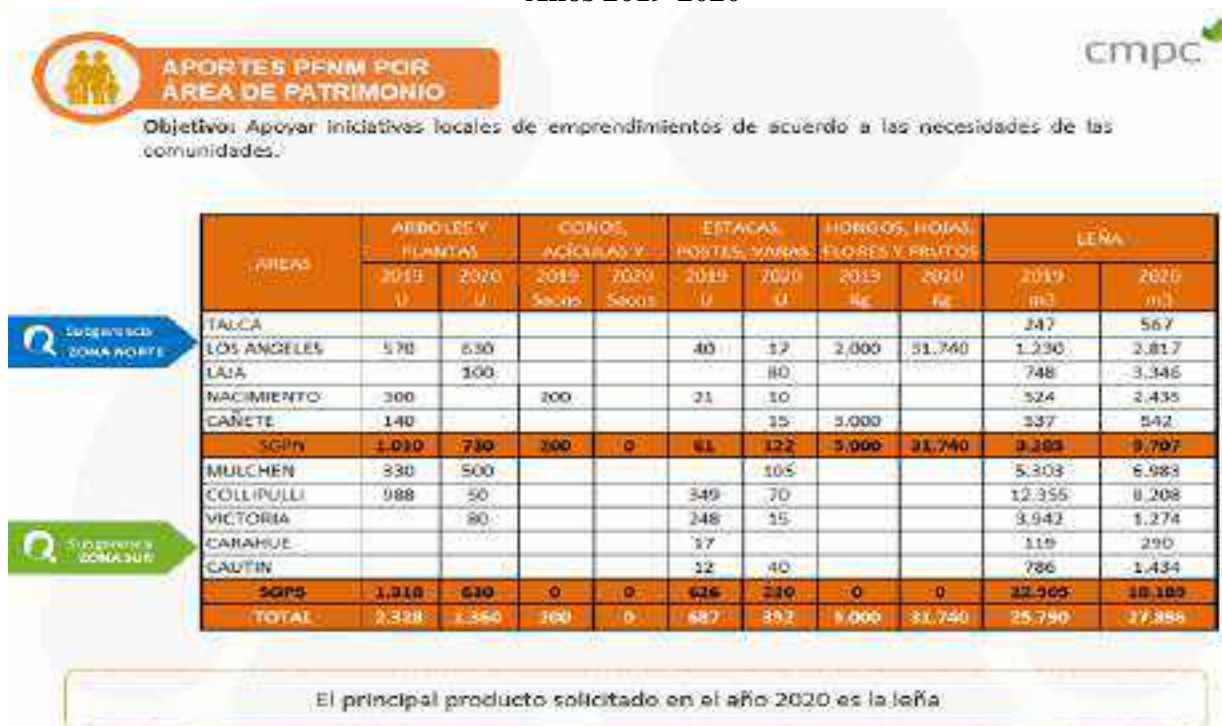 Años 2019-2020
cmpc
APORTES PFNM POR
AREA DE PATRIMONIO
Objetivo: Apoyar iniciativas locales de emprendimientos de acuerdo a las necesidades de las
comunidades.
AREAS ARBOLES Y PLANTAS CONOS, ACÍCULAS Y ESTACAS, POSTES, VARAS HONGOS, HOJAS, FLORES Y FRUTOS LEÑA
2019 2020 2019 2020 2019 2020 2019 2020 2019 2020
U U Sacos Sacos U U Kg Kg m3 m3
Subgerencia
ZONA NORTE
TALCA 247 567
LOS ANGELES 570 630 40 17 2.000 31.740 1.230 2.817
LAJA 100 80 748 3.346
NACIMIENTO 300 200 21 10 524 2.435
CAÑETE 140 15 3.000 537 542
SGPN 1.010 730 200 0 61 122 5.000 31.740 3.285 9.707
MULCHEN 330 500 105 5.303 6.983
COLLIPULLI 988 50 349 70 12.355 8.208
VICTORIA 80 248 15 3.942 1.274
Subgerencia
ZONA SUR
CARAHUE 17 119 290
CAUTIN 12 40 786 1.434
SGPS 1.318 630 0 0 626 230 0 0 22.505 18.189
TOTAL 2.328 1.360 200 0 687 352 5.000 31.740 25.790 27.896
El principal producto solicitado en el año 2020 es la leña